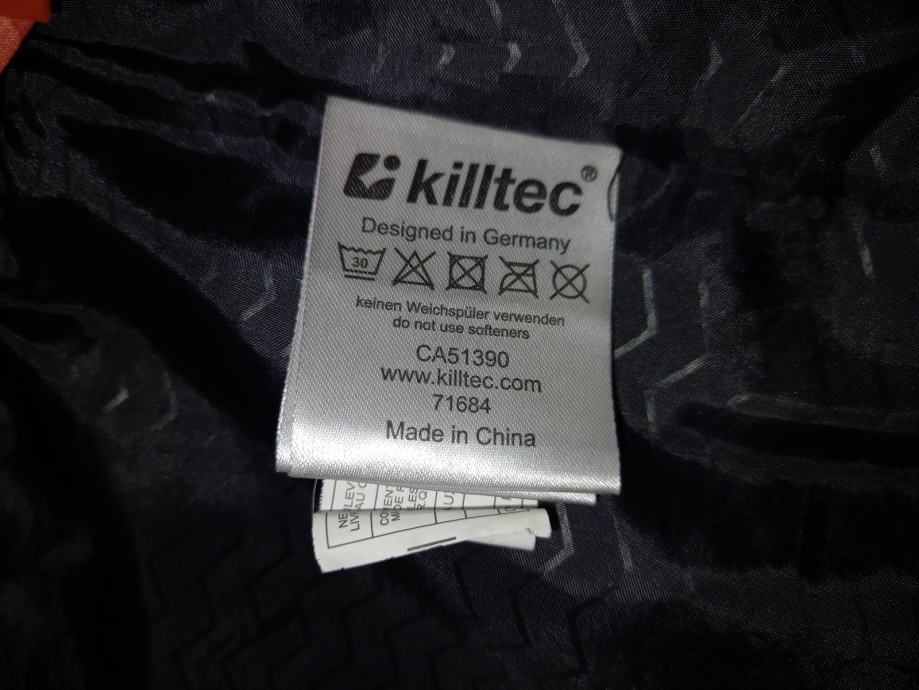 killtec®
Designed in Germany
30
keinen Weichspüler verwenden
do not use softeners
CA51390
www.killtec.com
71684
Made in China